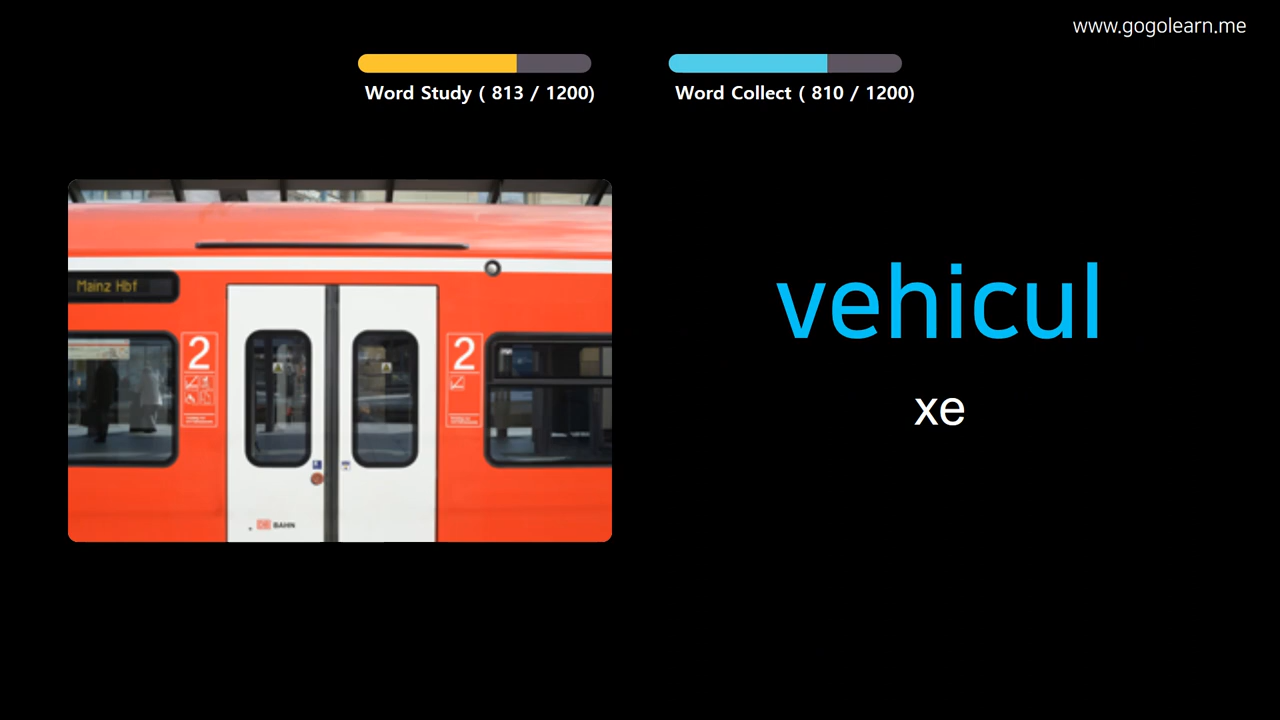 www.gogolearn.me
Word Study ( 813 / 1200)
Word Collect ( 810 / 1200)
Mainz Hbf
2
2
DB BAHN
vehicul
xe